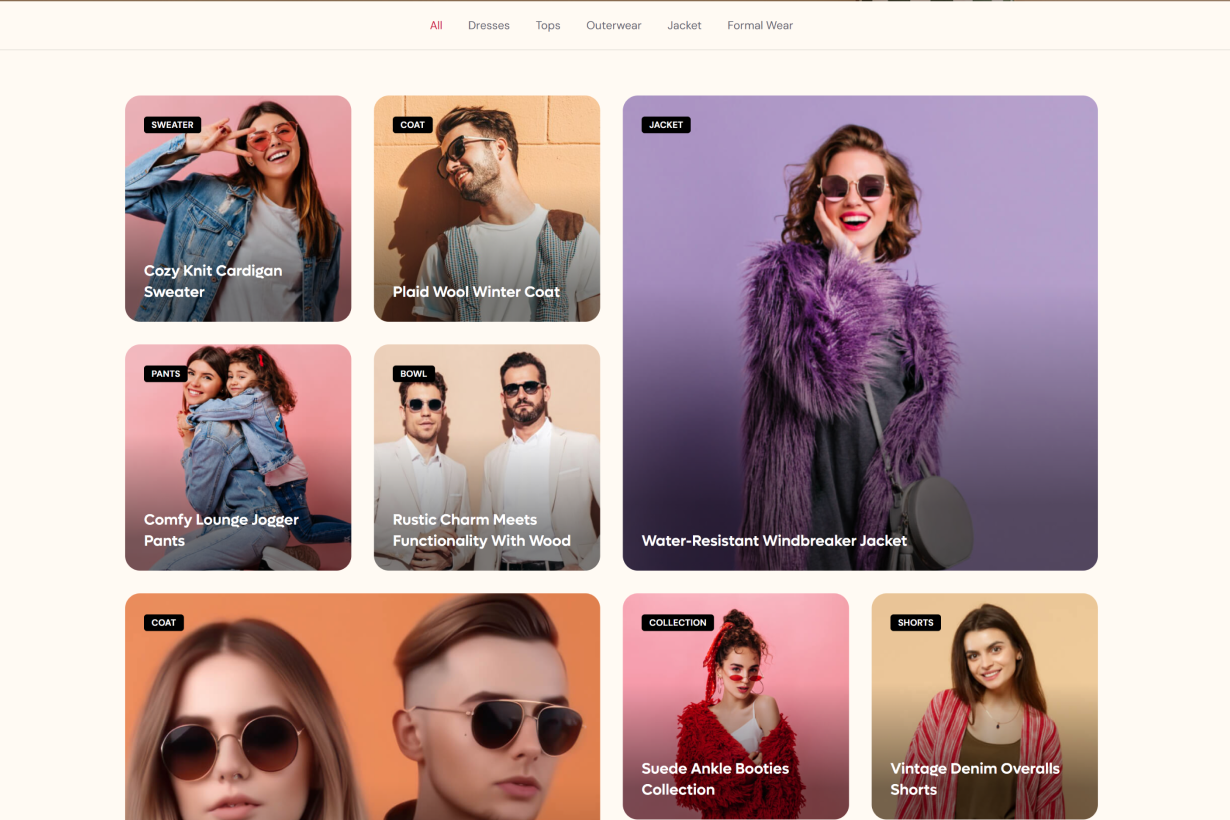 All Dresses Tops Outerwear Jacket Formal Wear
SWEATER
Cozy Knit Cardigan
Sweater
COAT
Plaid Wool Winter Coat
JACKET
Water-Resistant Windbreaker Jacket
PANTS
Comfy Lounge Jogger
Pants
BOWL
Rustic Charm Meets
Functionality With Wood
COAT
COLLECTION
Suede Ankle Booties
Collection
SHORTS
Vintage Denim Overalls
Shorts